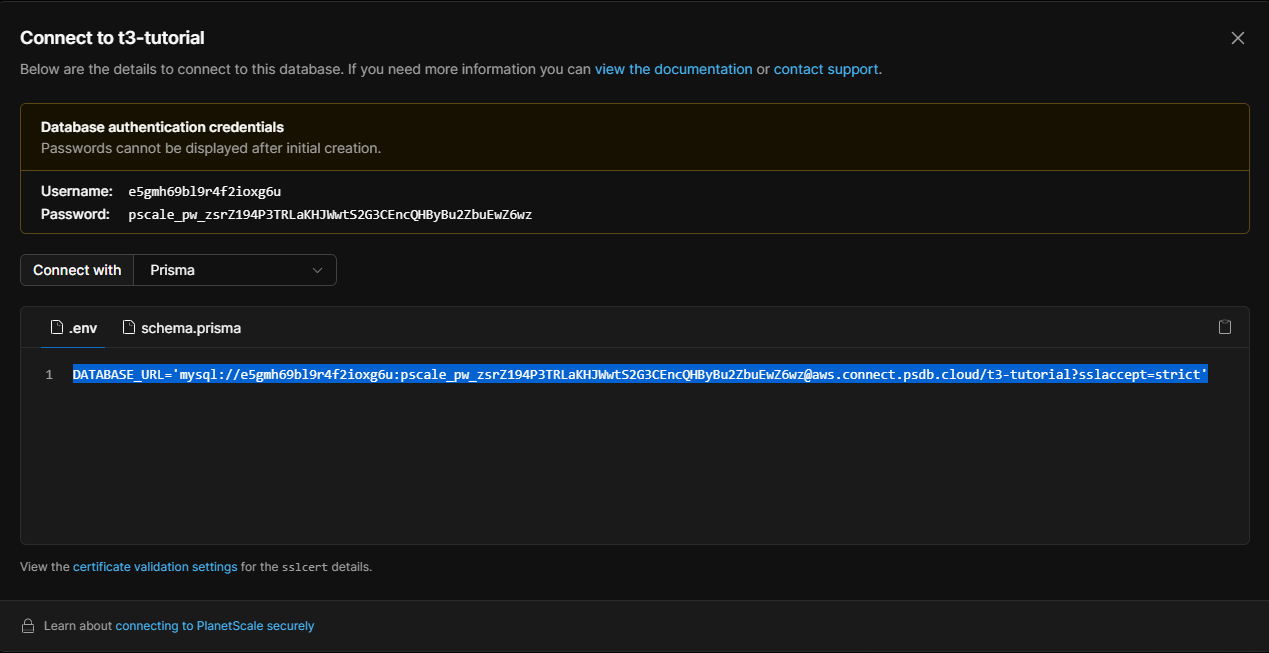 Connect to t3-tutorial
Below are the details to connect to this database. If you need more information you can view the documentation or contact support.
Database authentication credentials
Passwords cannot be displayed after initial creation.
Username: e5gmh69bl9r4f2ioxg6u
Password: pscale_pw_zsrZ194P3TRLaKHJWwtS2G3CEncQHByBu2ZbuEwZ6wz
Connect with Prisma
.env schema.prisma
1 DATABASE_URL='mysql://e5gmh69bl9r4f2ioxg6u:pscale_pw_zsrZ194P3TRLaKHJWwtS2G3CEncQHByBu2ZbuEwZ6wz@aws.connect.psdb.cloud/t3-tutorial?sslaccept=strict'
View the certificate validation settings for the sslcert details.
Learn about connecting to PlanetScale securely